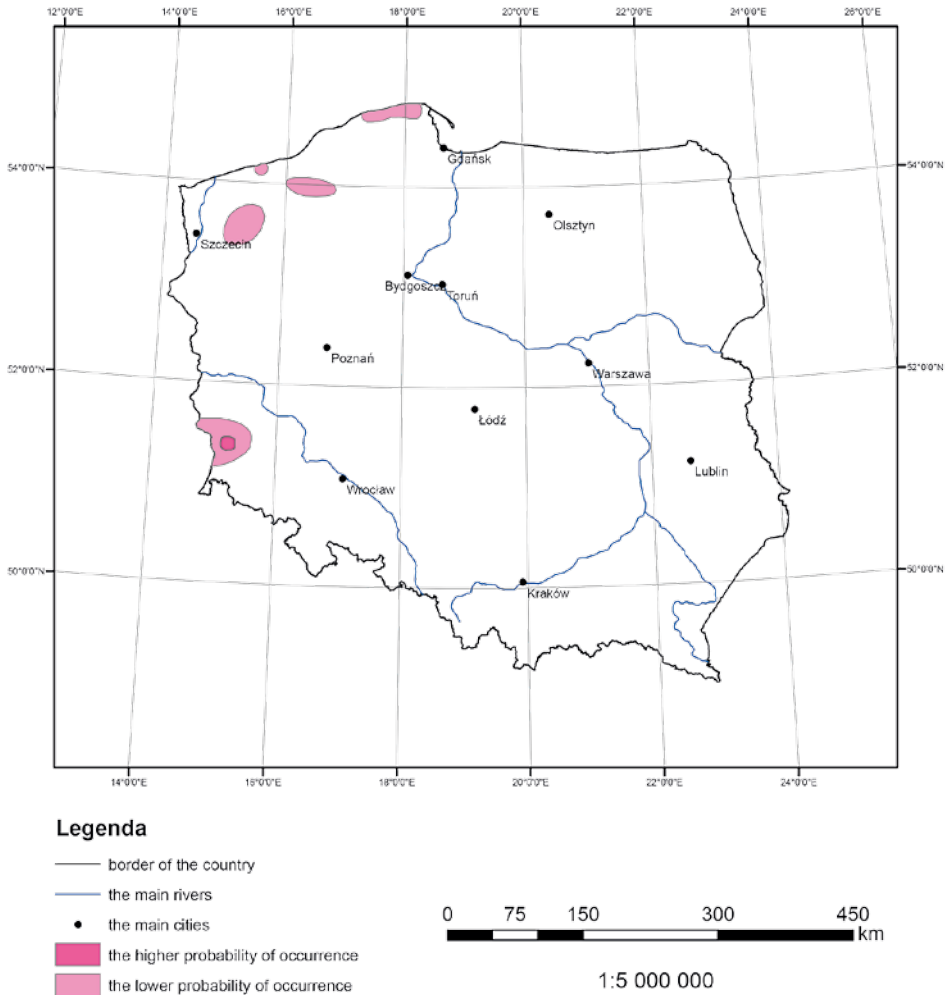 12°0'0"E 14°0'0"E 16°0'0"E 18°0'0"E 20°0'0"E 22°0'0"E 24°0'0"E 26°0'0"E
54°0'0"N 54°0'0"N
Gdańsk
Olsztyn
Szczecin
Bydgoszcz
Toruń
Poznań
52°0'0"N 52°0'0"N
Warszawa
Łódź
Lublin
Wrocław
50°0'0"N 50°0'0"N
Kraków
14°0'0"E 16°0'0"E 18°0'0"E 20°0'0"E 22°0'0"E 24°0'0"E
Legenda
border of the country
the main rivers
the main cities
the higher probability of occurrence
the lower probability of occurrence
0 75 150 300 450
km
1:5 000 000